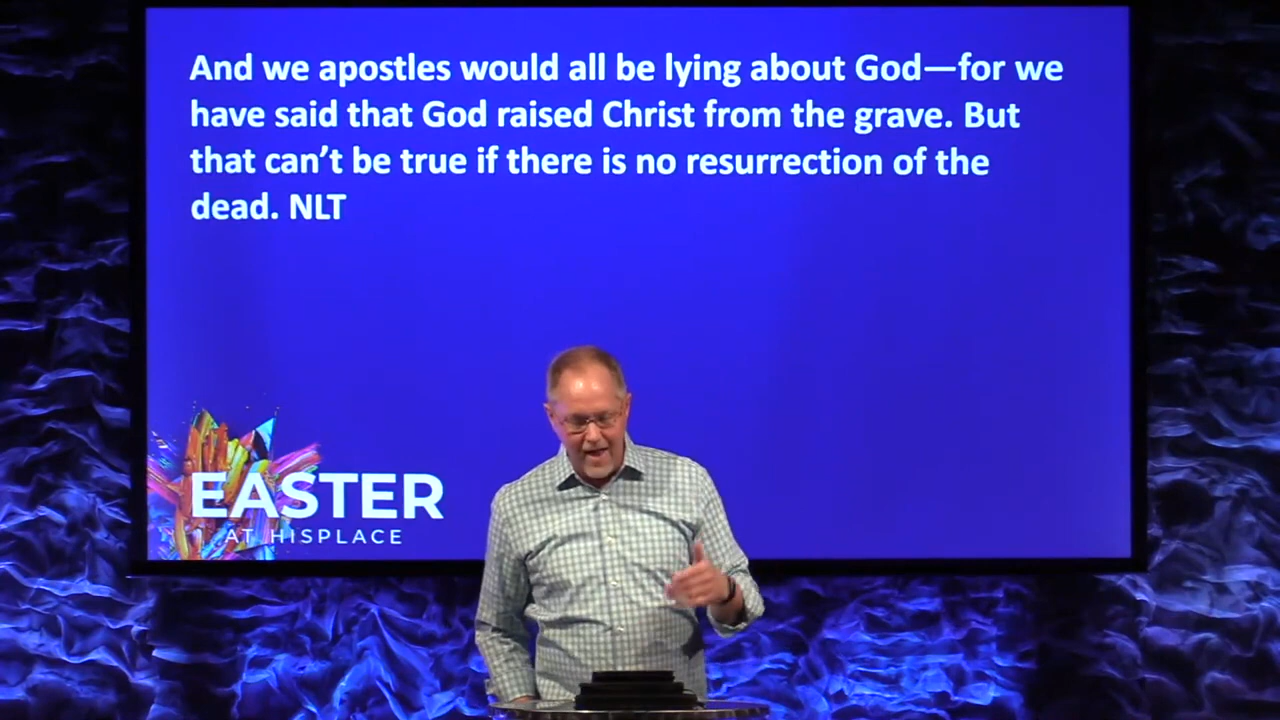 And we apostles would all be lying about God—for we
have said that God raised Christ from the grave. But
that can’t be true if there is no resurrection of the
dead. NLT
EASTER
AT HISPLACE